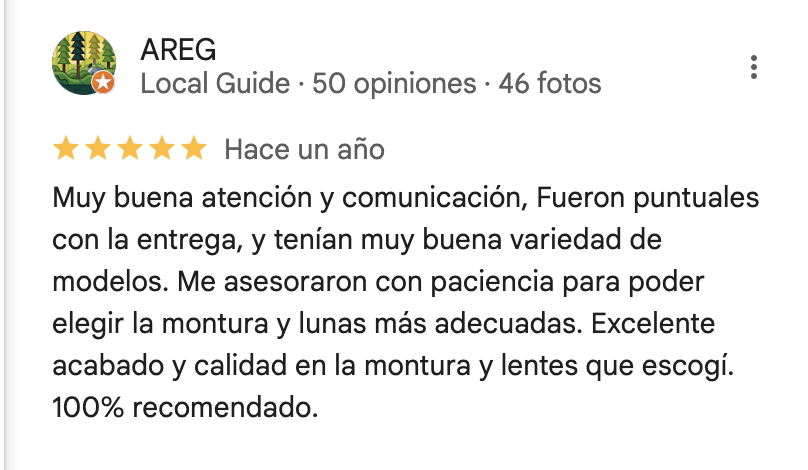 AREG
Local Guide · 50 opiniones · 46 fotos
Hace un año
Muy buena atención y comunicación, Fueron puntuales
con la entrega, y tenían muy buena variedad de
modelos. Me asesoraron con paciencia para poder
elegir la montura y lunas más adecuadas. Excelente
acabado y calidad en la montura y lentes que escogí.
100% recomendado.